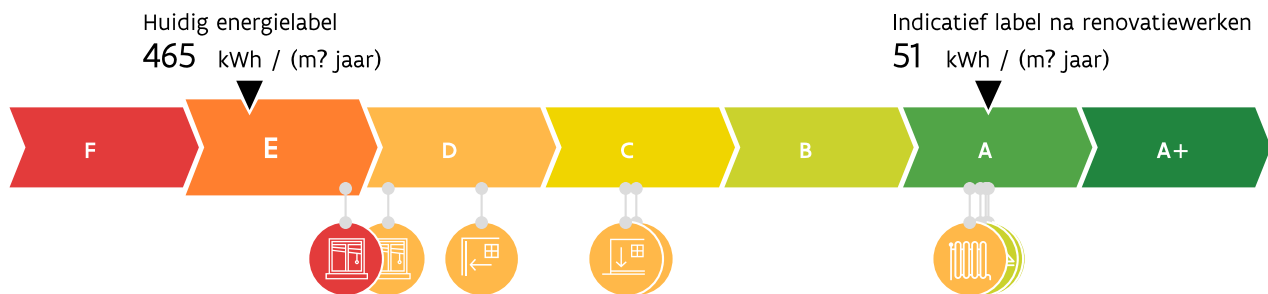 Huidig energielabel
465 kWh / (m? jaar)
Indicatief label na renovatiewerken
51 kWh / (m? jaar)
F E D C B A A+